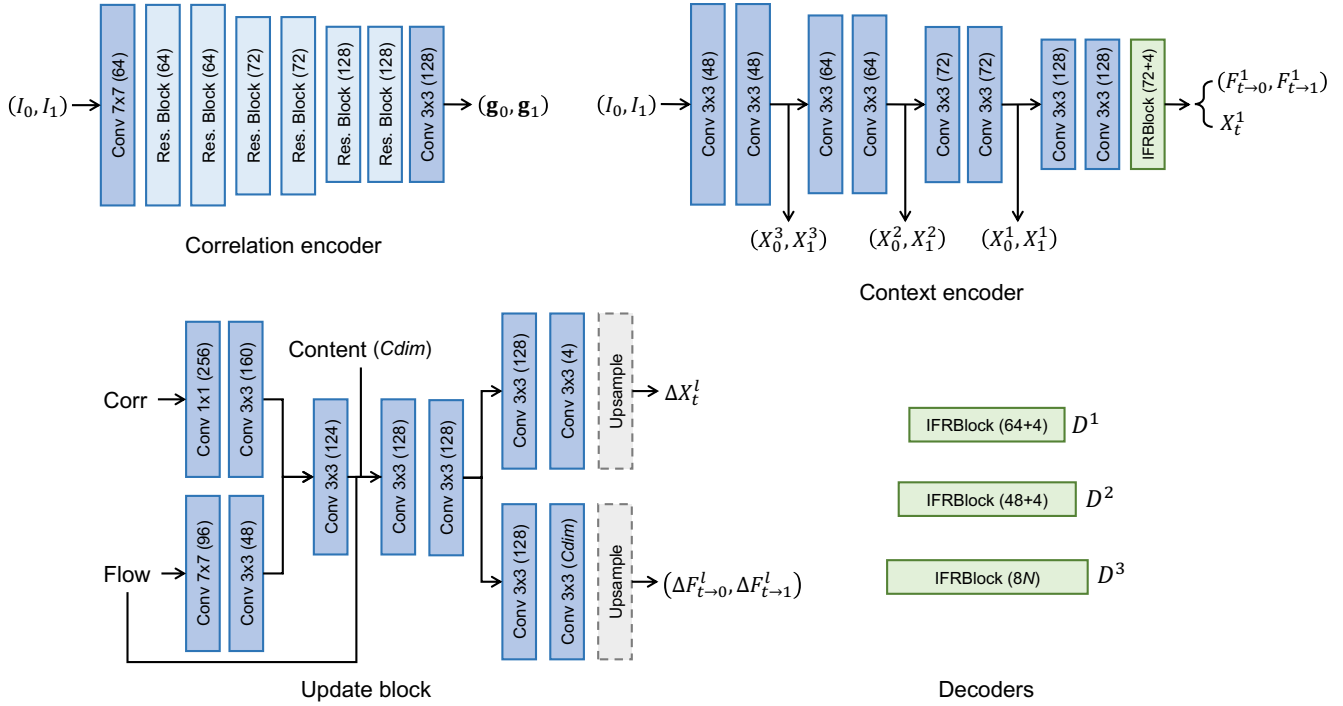 (I_0, I_1)
Conv 7x7 (64)
Res. Block (64)
Res. Block (64)
Res. Block (72)
Res. Block (72)
Res. Block (128)
Res. Block (128)
Conv 3x3 (128)
(g_0, g_1)
Correlation encoder
(I_0, I_1)
Conv 3x3 (48)
Conv 3x3 (48)
Conv 3x3 (64)
Conv 3x3 (64)
Conv 3x3 (72)
Conv 3x3 (72)
Conv 3x3 (128)
Conv 3x3 (128)
IFRBlock (72+4)
(F^1_{t→0}, F^1_{t→1})
X^1_t
(X^3_0, X^3_1)
(X^2_0, X^2_1)
(X^1_0, X^1_1)
Context encoder
Corr
Conv 1x1 (256)
Conv 3x3 (160)
Flow
Conv 7x7 (96)
Conv 3x3 (48)
Content (Cdim)
Conv 3x3 (124)
Conv 3x3 (128)
Conv 3x3 (128)
Conv 3x3 (128)
Conv 3x3 (4)
Upsample
ΔX^l_t
Conv 3x3 (128)
Conv 3x3 (Cdim)
Upsample
(ΔF^l_{t→0}, ΔF^l_{t→1})
Update block
IFRBlock (64+4) D^1
IFRBlock (48+4) D^2
IFRBlock (8N) D^3
Decoders